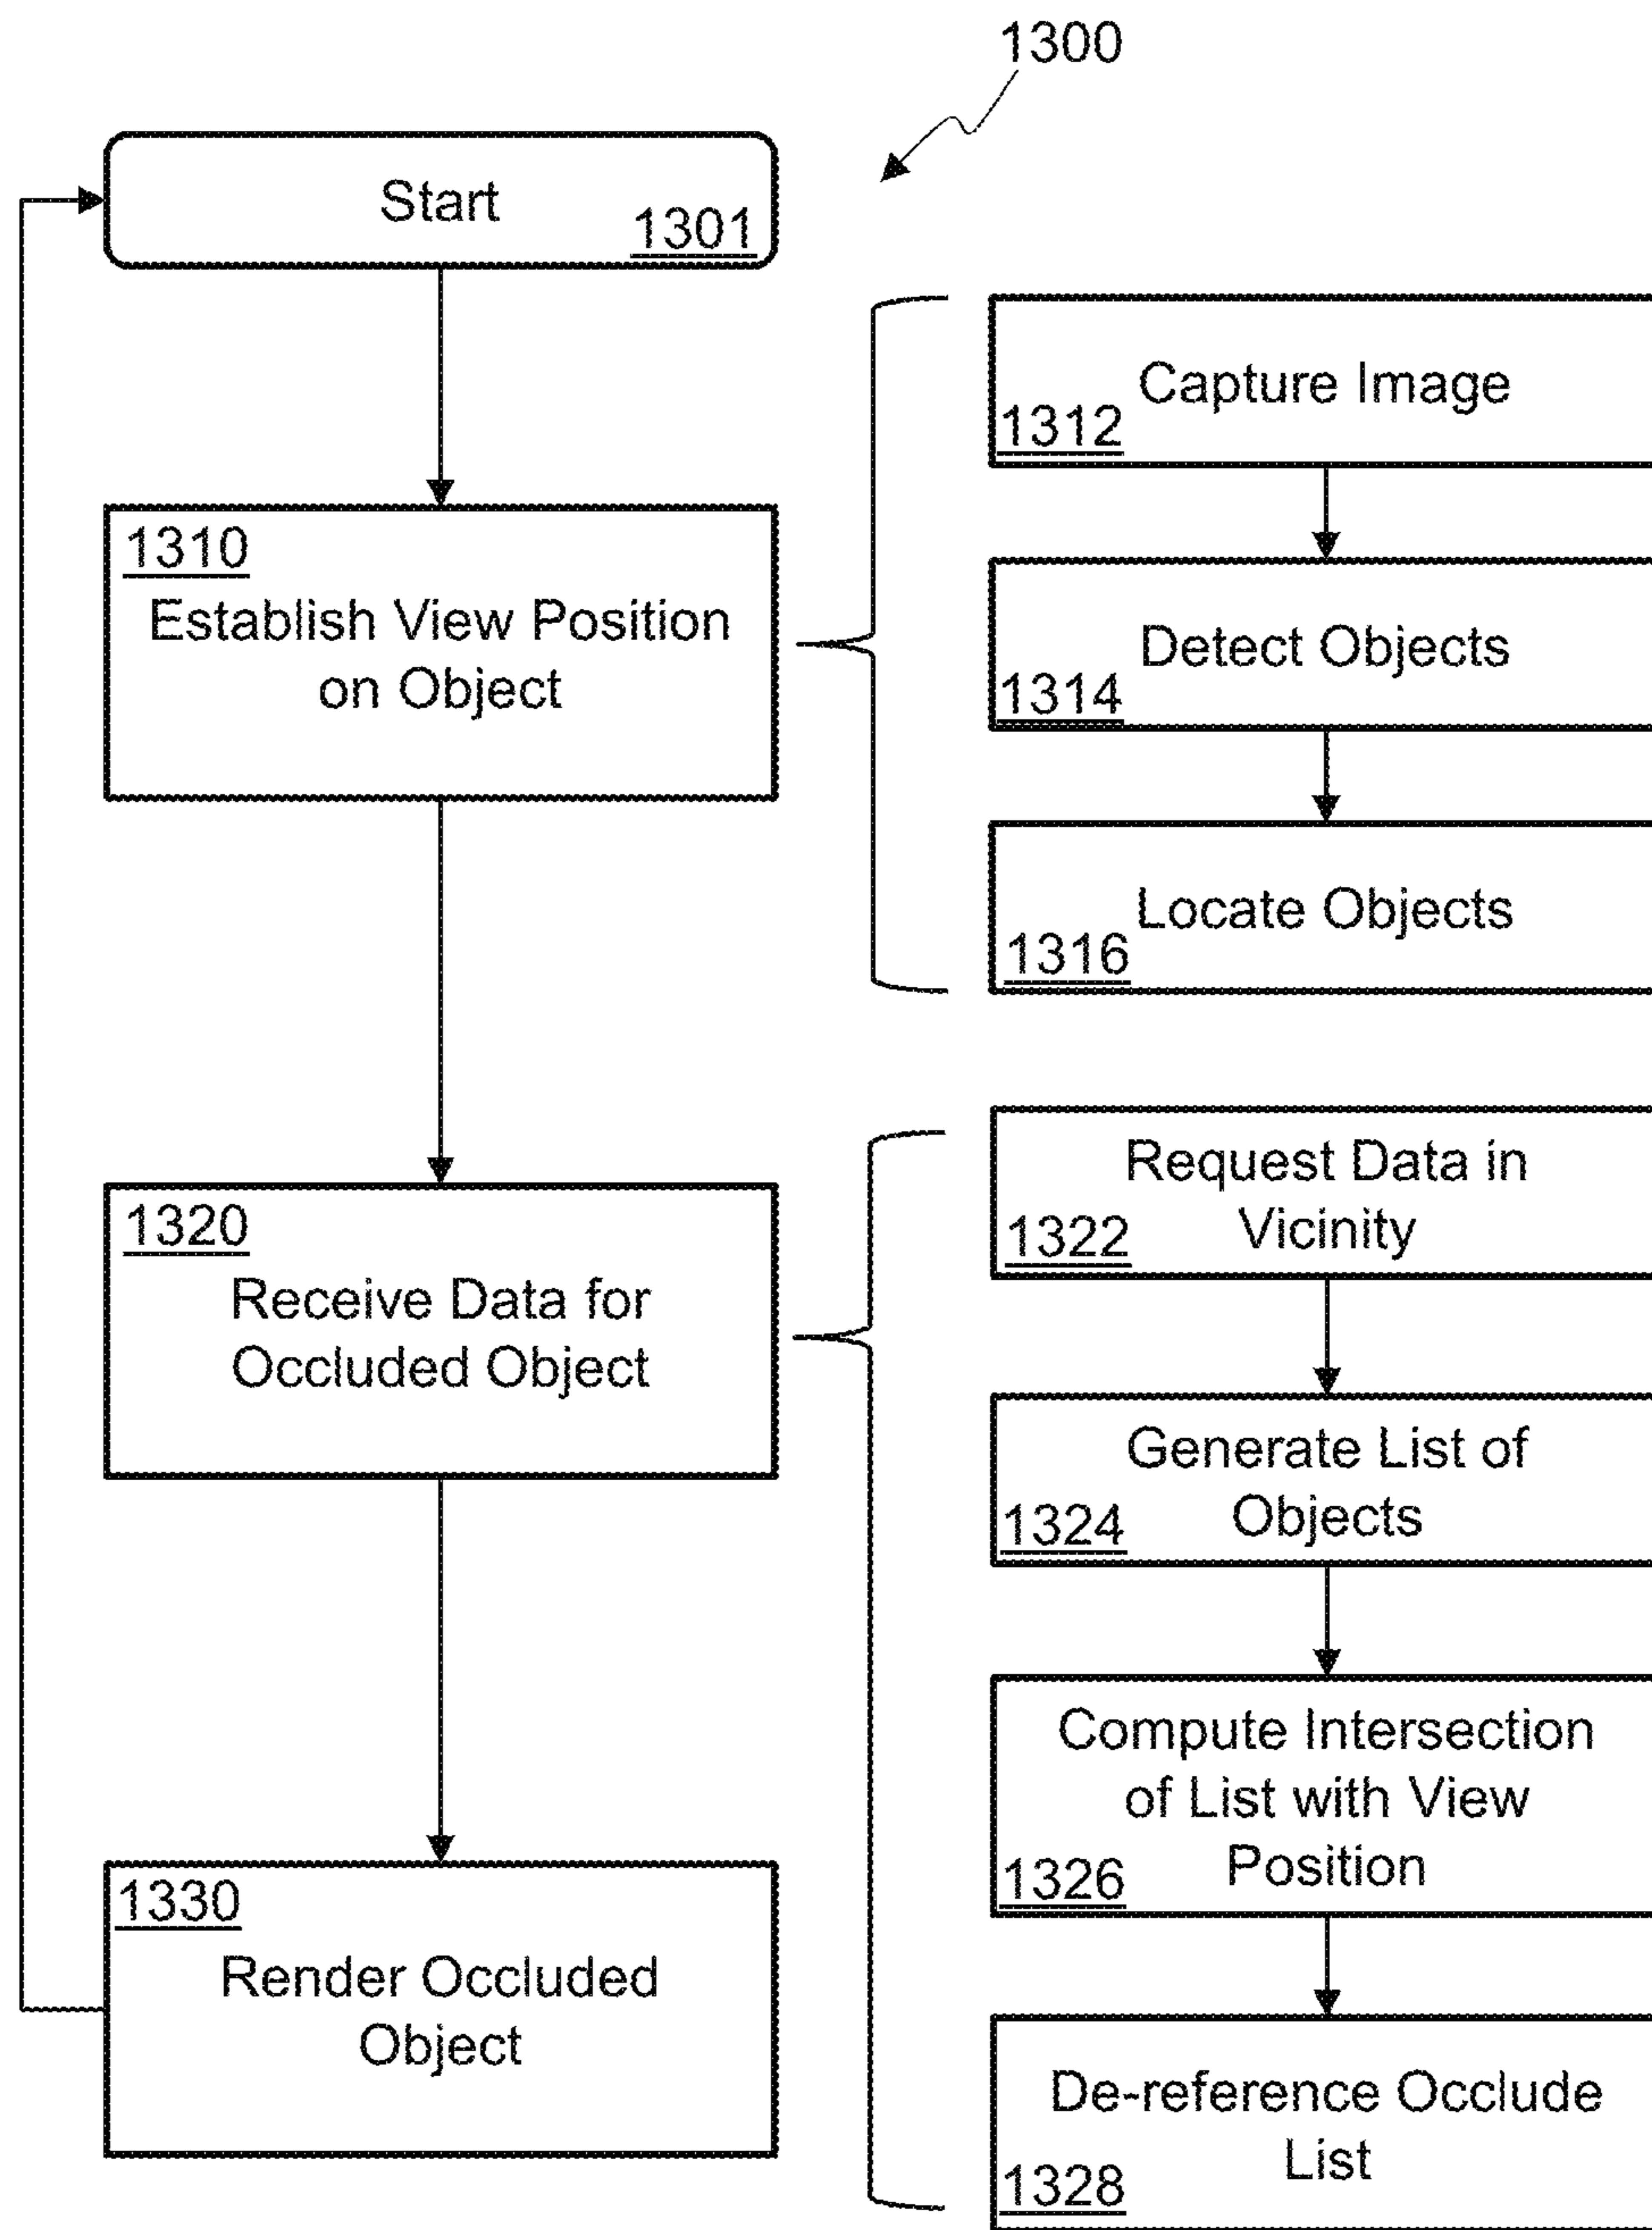 1300
Start
1301
1310
Establish View Position
on Object
Capture Image
1312
Detect Objects
1314
Locate Objects
1316
1320
Receive Data for
Occluded Object
Request Data in
Vicinity
1322
Generate List of
Objects
1324
Compute Intersection
of List with View
Position
1326
De-reference Occlude
List
1328
1330
Render Occluded
Object